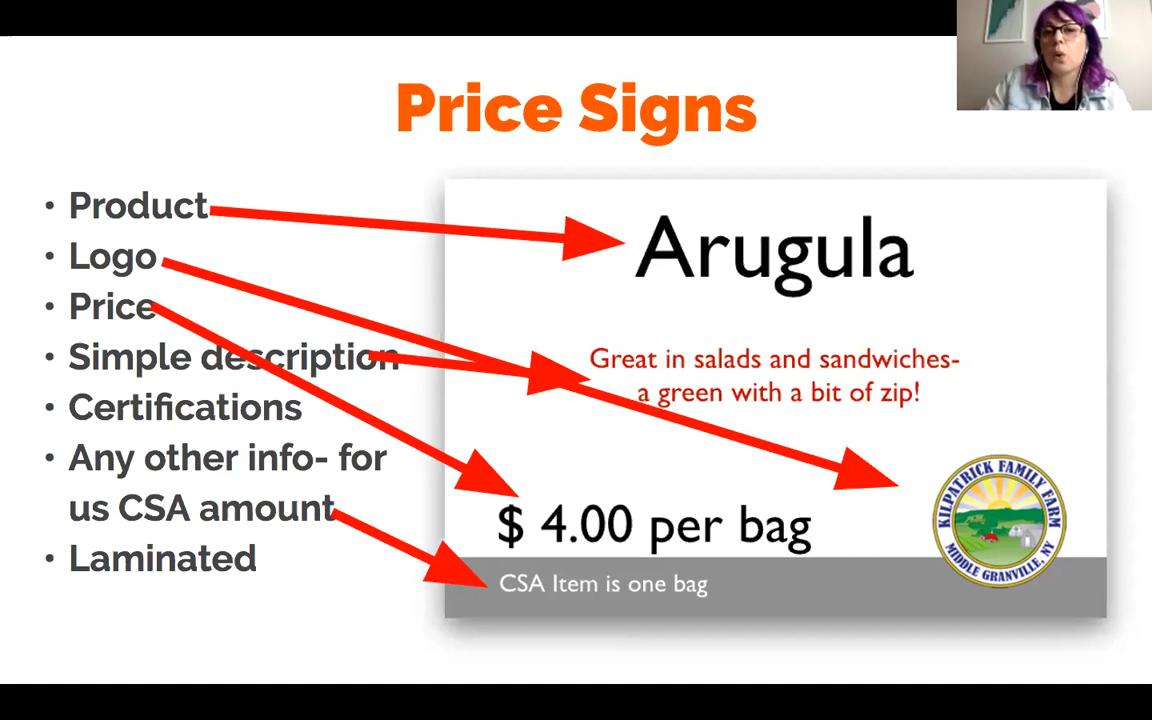 Price Signs
• Product
• Logo
• Price
• Simple description
• Certifications
• Any other info- for
us CSA amount
• Laminated
Arugula
Great in salads and sandwiches-
a green with a bit of zip!
$ 4.00 per bag
CSA Item is one bag
KILPATRICK FAMILY FARM
MIDDLE GRANVILLE, NY